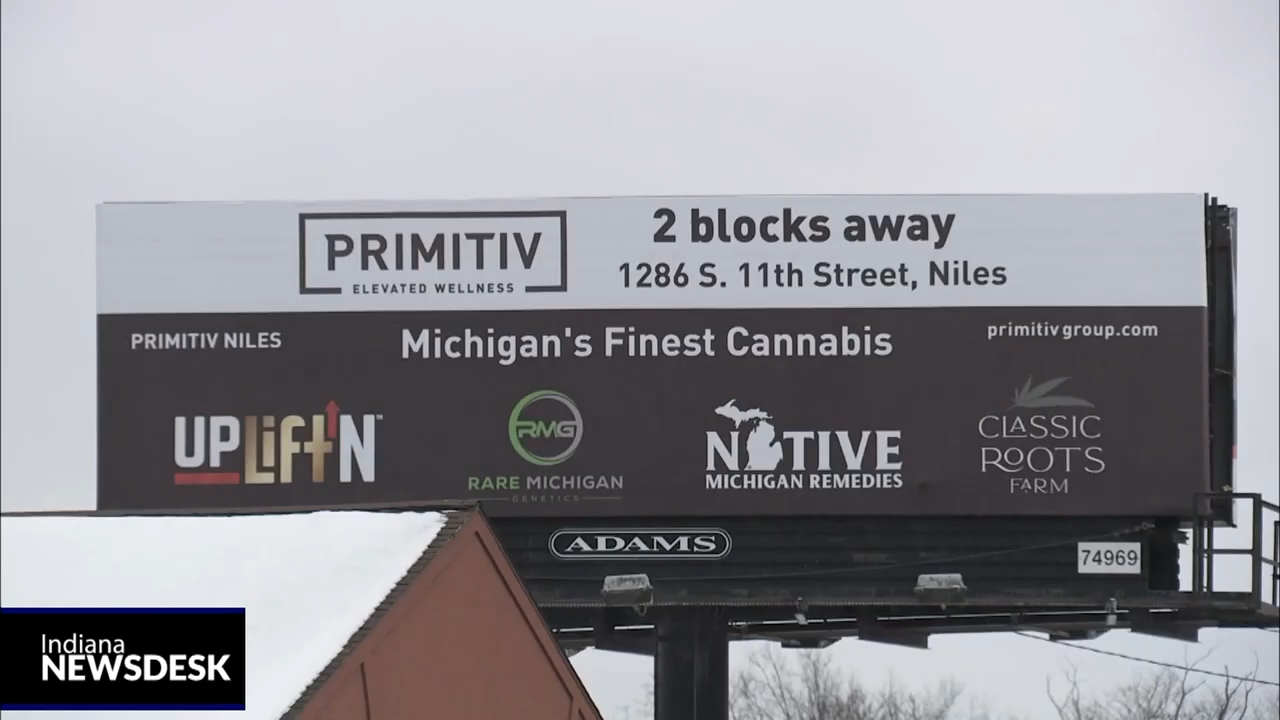 PRIMITIV
ELEVATED WELLNESS
2 blocks away
1286 S. 11th Street, Niles
PRIMITIV NILES
Michigan's Finest Cannabis
primitivgroup.com
UPLiFTN™
RMG
RARE MICHIGAN
GENETICS
NATIVE
MICHIGAN REMEDIES
CLASSIC
ROOTS
FARM
ADAMS
74969
Indiana
NEWSDESK